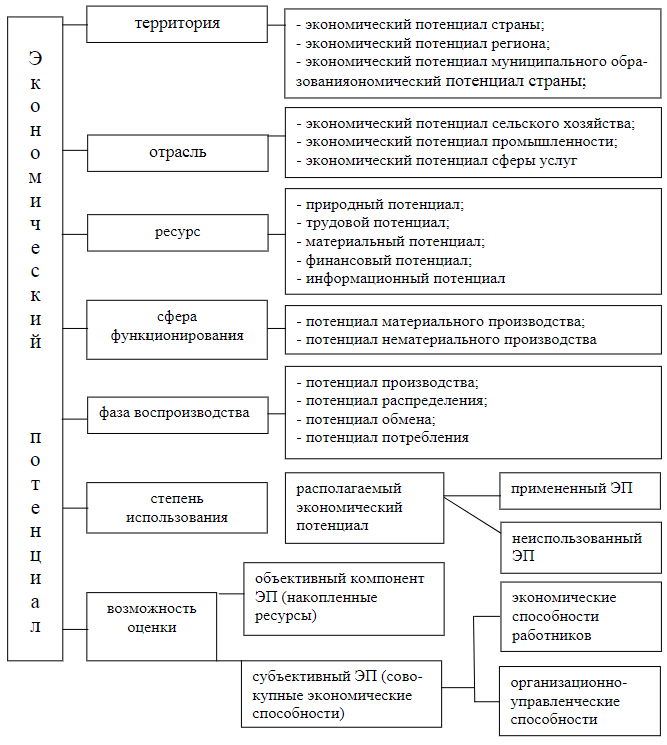 Экономический потенциал
территория
- экономический потенциал страны;
- экономический потенциал региона;
- экономический потенциал муниципального обра-
зованияономический потенциал страны;
отрасль
- экономический потенциал сельского хозяйства;
- экономический потенциал промышленности;
- экономический потенциал сферы услуг
ресурс
- природный потенциал;
- трудовой потенциал;
- материальный потенциал;
- финансовый потенциал;
- информационный потенциал
сфера
функционирования
- потенциал материального производства;
- потенциал нематериального производства
фаза воспроизводства
- потенциал производства;
- потенциал распределения;
- потенциал обмена;
- потенциал потребления
степень
использования
располагаемый
экономический
потенциал
примененный ЭП
неиспользованный
ЭП
возможность
оценки
объективный компонент
ЭП (накопленные
ресурсы)
субъективный ЭП (сово-
купные экономические
способности)
экономические
способности
работников
организационно-
управленческие
способности